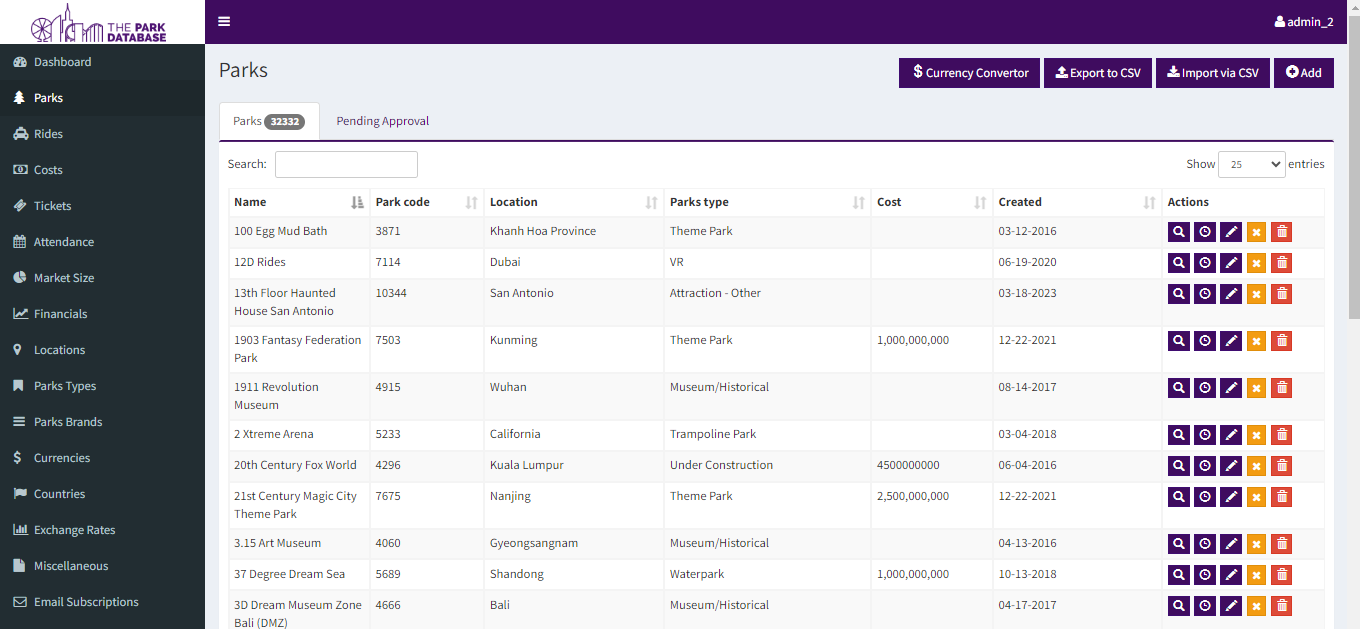 THE PARK
DATABASE
admin_2
Dashboard
Parks
Rides
Costs
Tickets
Attendance
Market Size
Financials
Locations
Parks Types
Parks Brands
Currencies
Countries
Exchange Rates
Miscellaneous
Email Subscriptions
Parks
$ Currency Convertor Export to CSV Import via CSV Add
Parks 32332 Pending Approval
Search: Show 25 entries
Name Park code Location Parks type Cost Created Actions
100 Egg Mud Bath 3871 Khanh Hoa Province Theme Park 03-12-2016
12D Rides 7114 Dubai VR 06-19-2020
13th Floor Haunted 10344 San Antonio Attraction - Other 03-18-2023
House San Antonio
1903 Fantasy Federation 7503 Kunming Theme Park 1,000,000,000 12-22-2021
Park
1911 Revolution 4915 Wuhan Museum/Historical 08-14-2017
Museum
2 Xtreme Arena 5233 California Trampoline Park 03-04-2018
20th Century Fox World 4296 Kuala Lumpur Under Construction 4500000000 06-04-2016
21st Century Magic City 7675 Nanjing Theme Park 2,500,000,000 12-22-2021
Theme Park
3.15 Art Museum 4060 Gyeongsangnam Museum/Historical 04-13-2016
37 Degree Dream Sea 5689 Shandong Waterpark 1,000,000,000 10-13-2018
3D Dream Museum Zone 4666 Bali Museum/Historical 04-17-2017
Bali (DMZ)